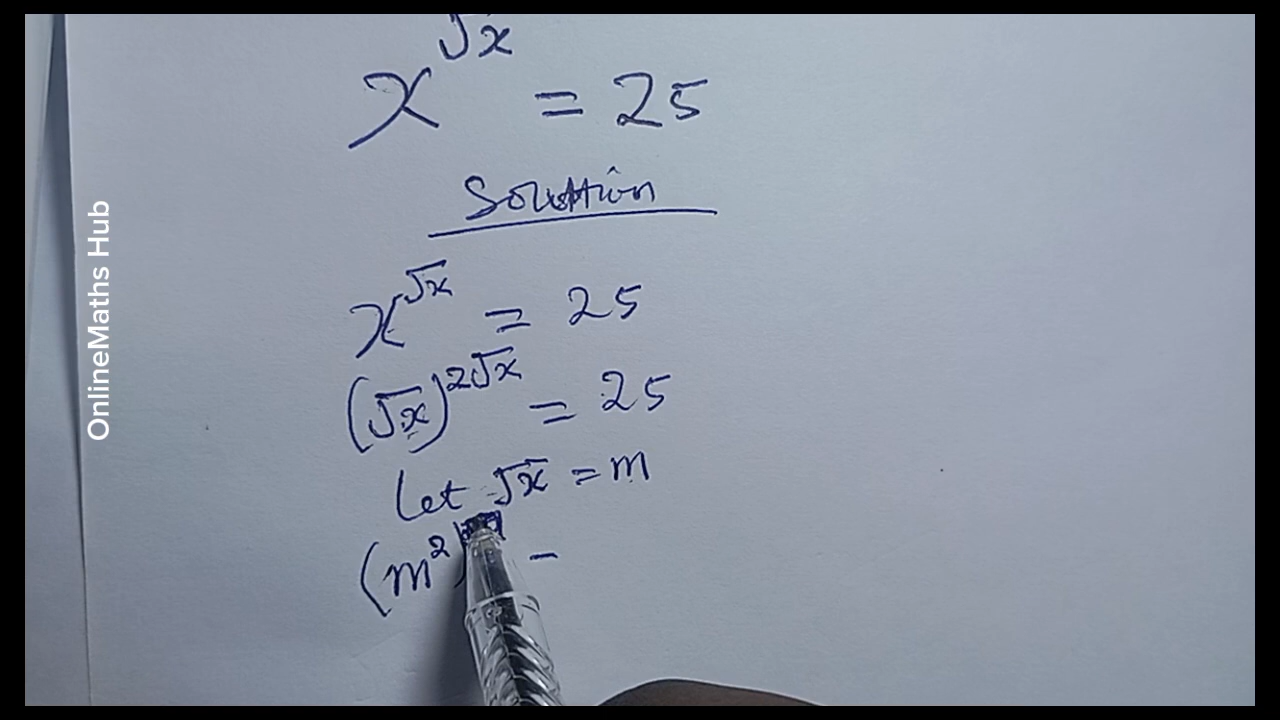 x^√x = 25
Solution
x^√x = 25
(√x)^2√x = 25
Let √x = m
(m²) =
OnlineMaths Hub